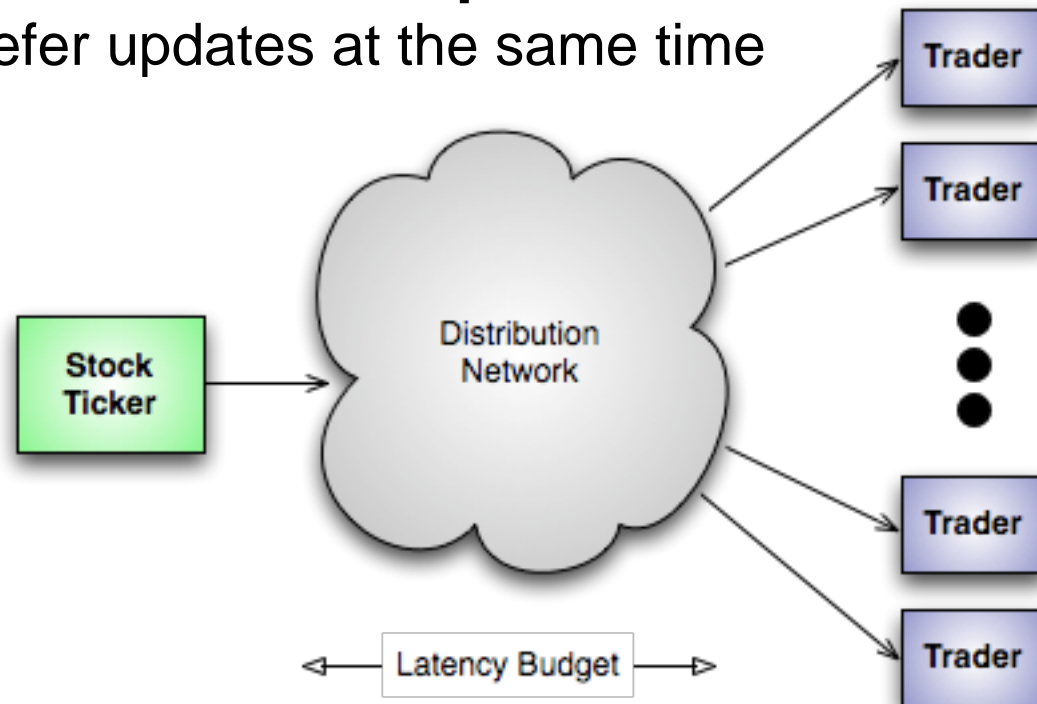 efer updates at the same time
Trader
Trader
Stock
Ticker
Distribution
Network
Trader
Trader
Latency Budget